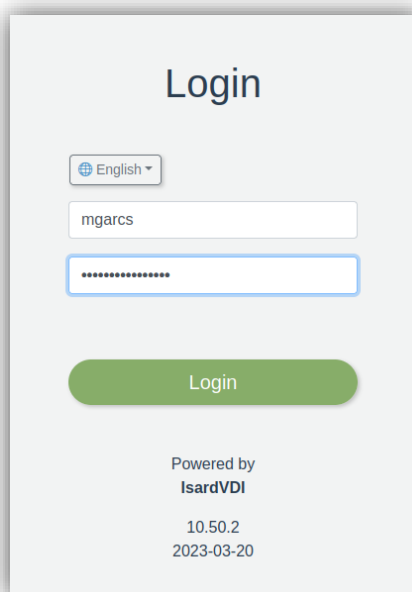 Login
English
mgarcs
••••••••••••••••
Login
Powered by
IsardVDI
10.50.2
2023-03-20